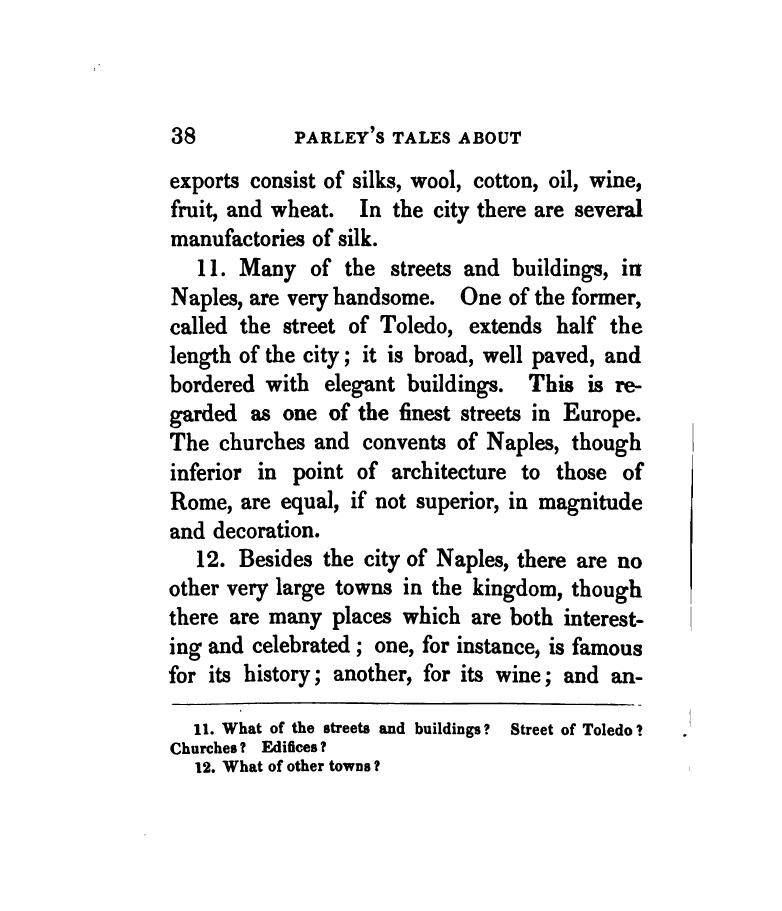 38 PARLEY'S TALES ABOUT
exports consist of silks, wool, cotton, oil, wine,
fruit, and wheat. In the city there are several
manufactories of silk.
11. Many of the streets and buildings, in
Naples, are very handsome. One of the former,
called the street of Toledo, extends half the
length of the city; it is broad, well paved, and
bordered with elegant buildings. This is re-
garded as one of the finest streets in Europe.
The churches and convents of Naples, though
inferior in point of architecture to those of
Rome, are equal, if not superior, in magnitude
and decoration.
12. Besides the city of Naples, there are no
other very large towns in the kingdom, though
there are many places which are both interest-
ing and celebrated; one, for instance, is famous
for its history; another, for its wine; and an-
11. What of the streets and buildings? Street of Toledo?
Churches? Edifices?
12. What of other towns?